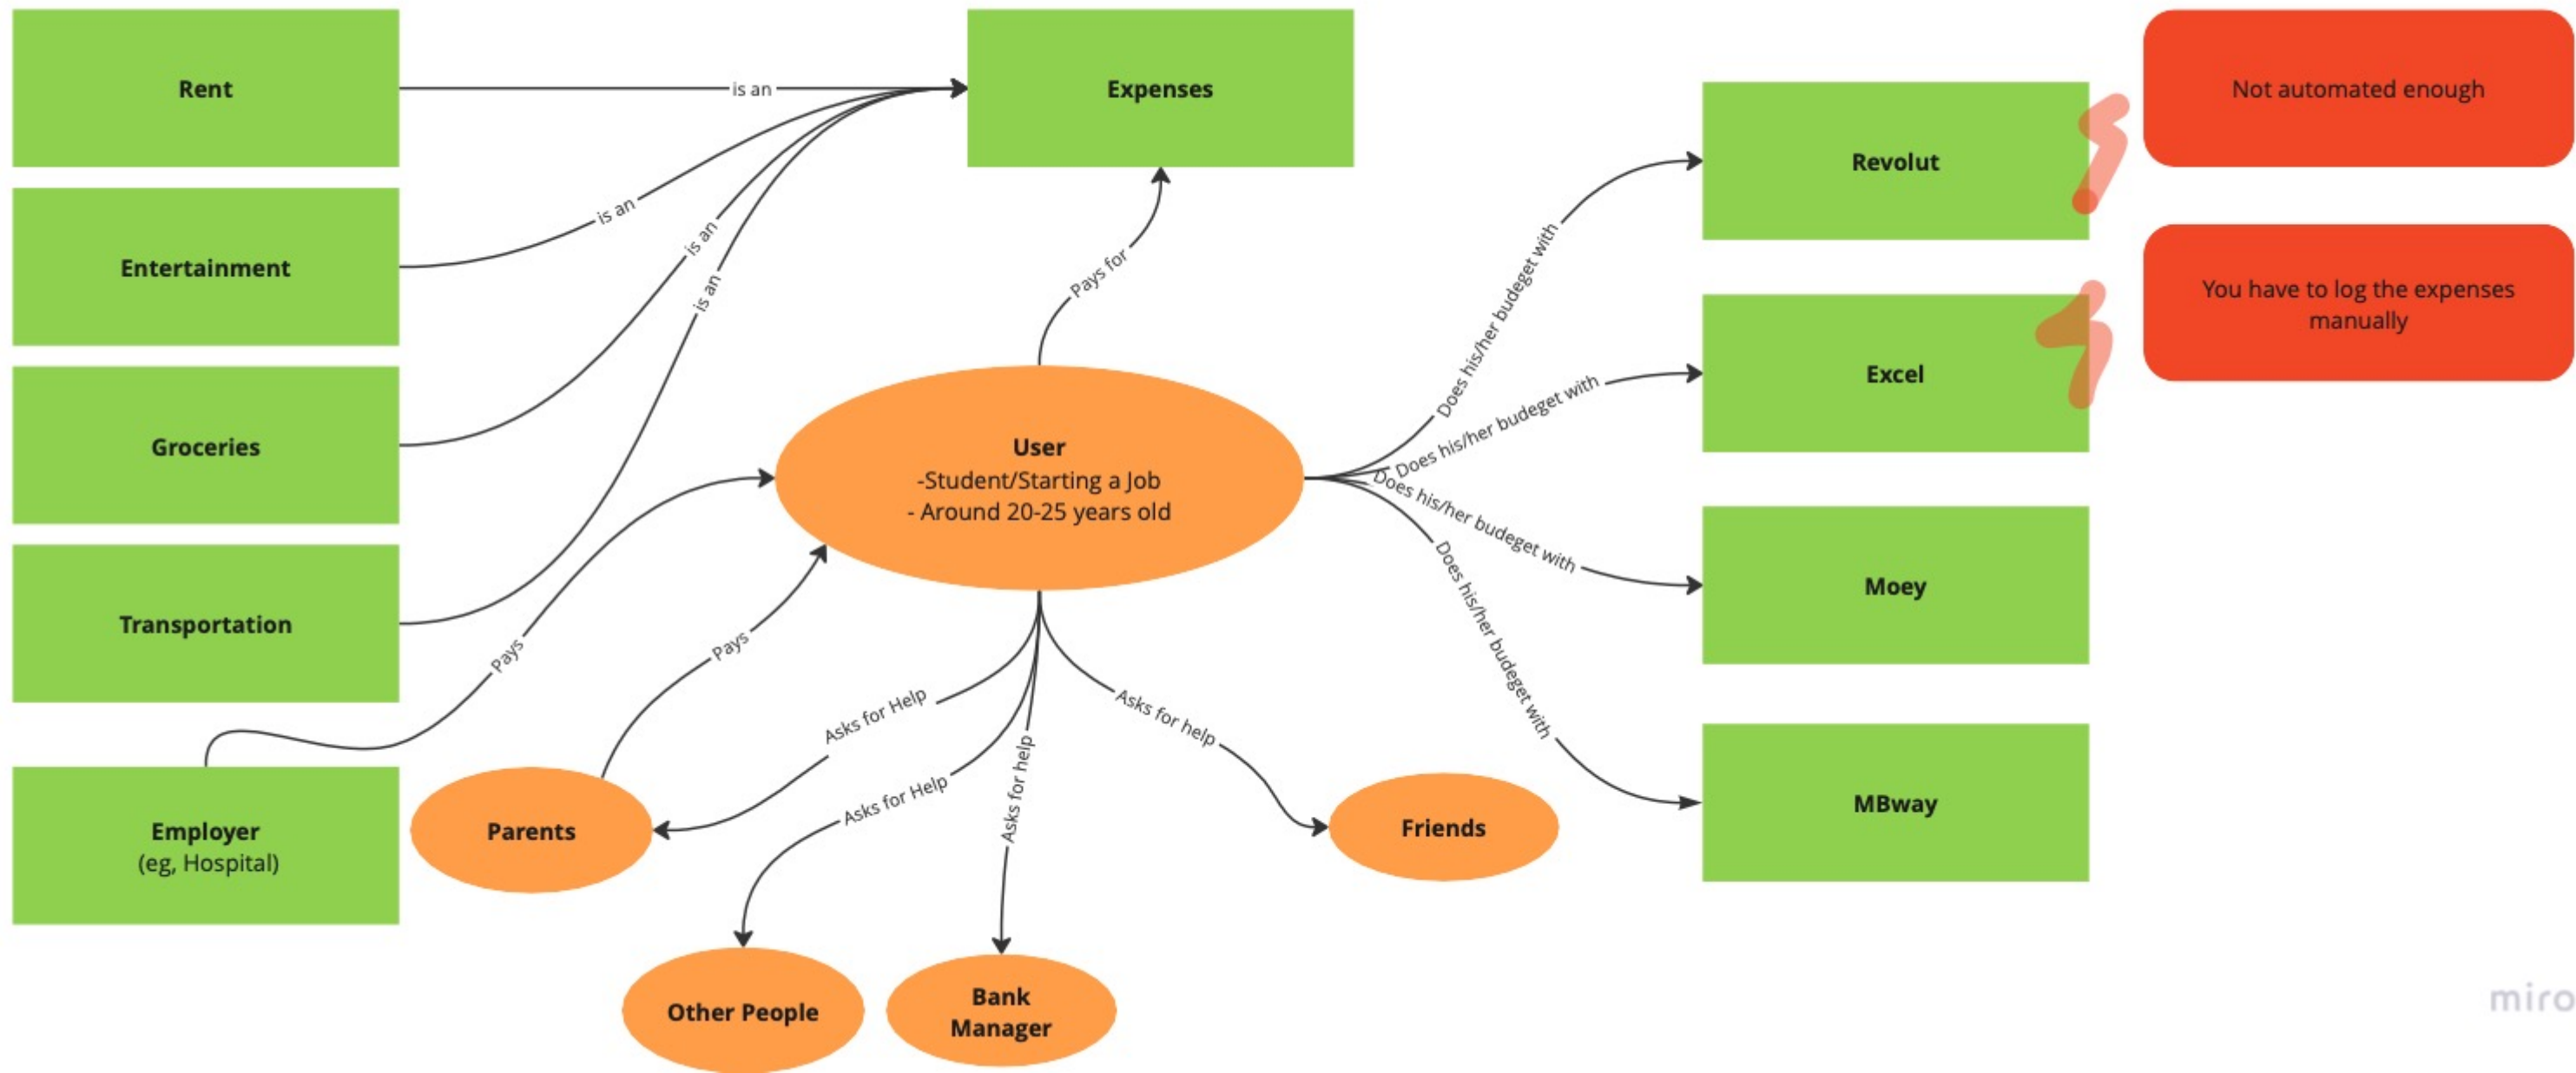 Rent
Entertainment
Groceries
Transportation
Employer
(eg, Hospital)
is an
is an
is an
is an
Pays
Expenses
Pays for
User
-Student/Starting a Job
- Around 20-25 years old
Pays
Asks for Help
Asks for Help
Asks for help
Asks for help
Parents
Other People
Bank
Manager
Friends
Does his/her budeget with
Does his/her budeget with
Does his/her budeget with
Does his/her budeget with
Revolut
Excel
Moey
MBway
Not automated enough
You have to log the expenses
manually
miro